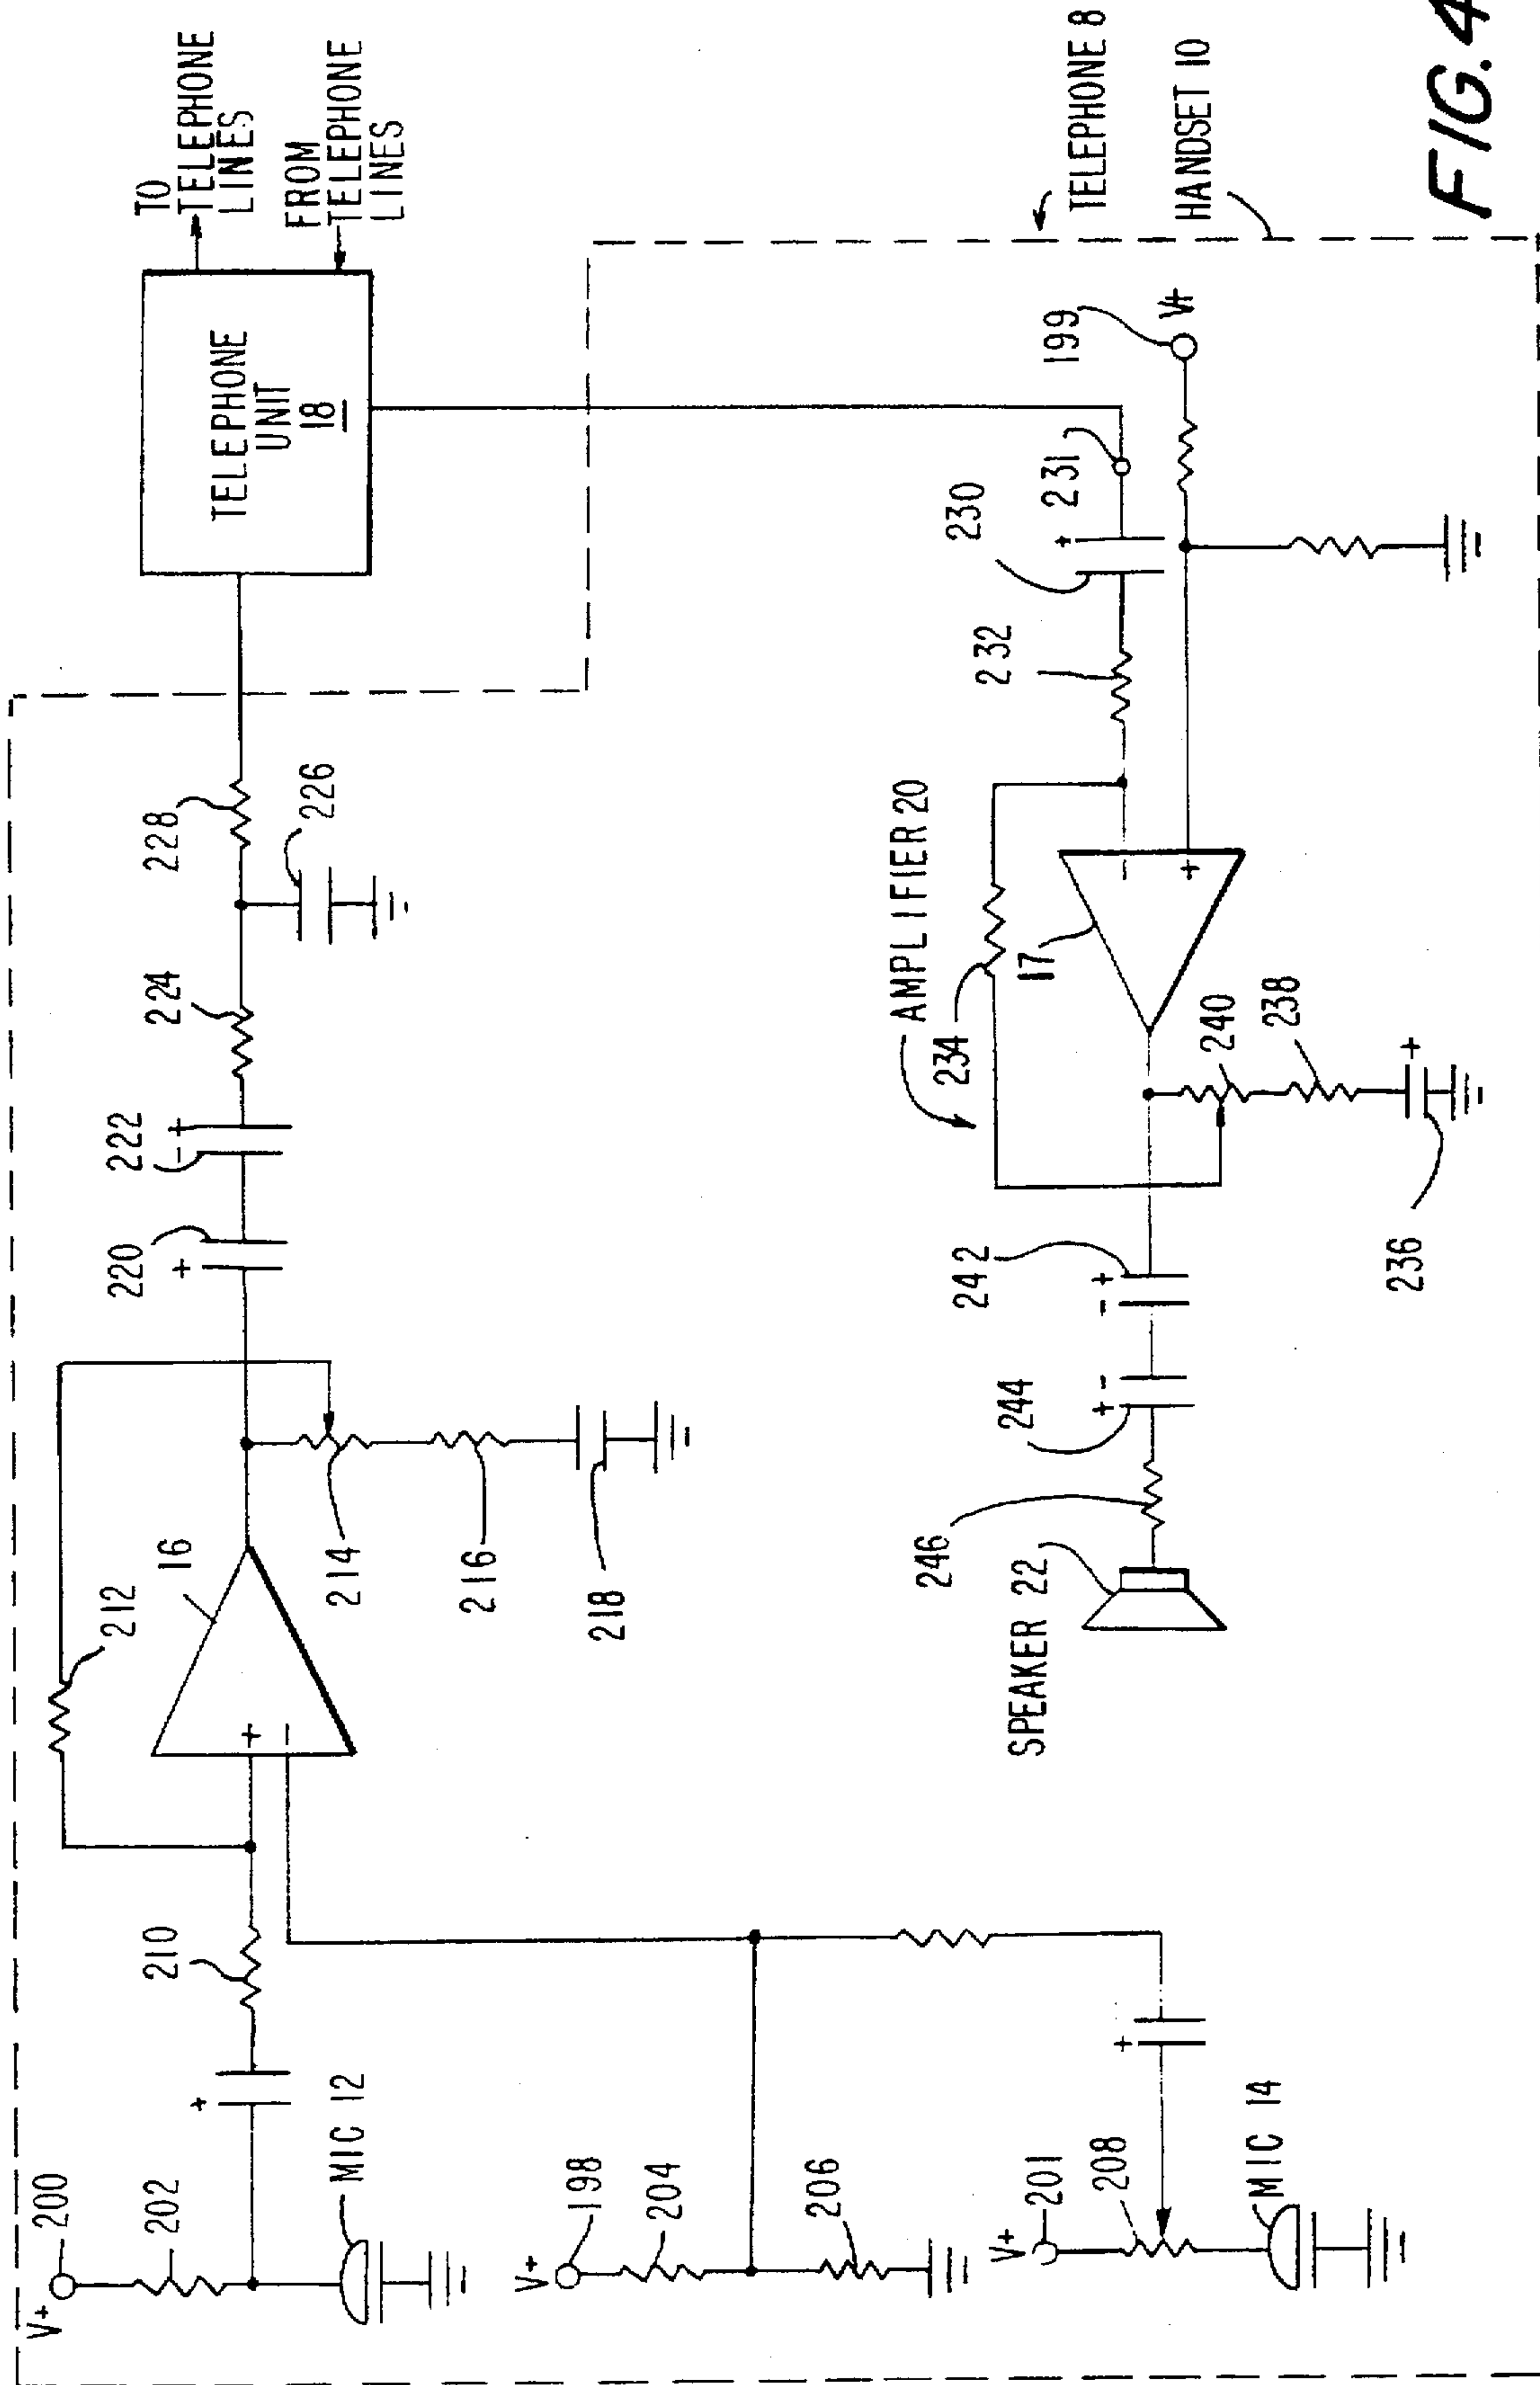 V+
200
202
MIC 12
V+
198
204
206
V+
201
208
MIC 14
+
210
+
212
+
−
16
214
216
218
220
+
222
- +
224
226
228
TELEPHONE
UNIT
18
TO
TELEPHONE
LINES
FROM
TELEPHONE
LINES
TELEPHONE 8
HANDSET 10
199
V+
231
230
+
232
AMPLIFIER 20
234
17
-
+
240
238
+
236
242
- +
244
+ -
246
SPEAKER 22
FIG. 4